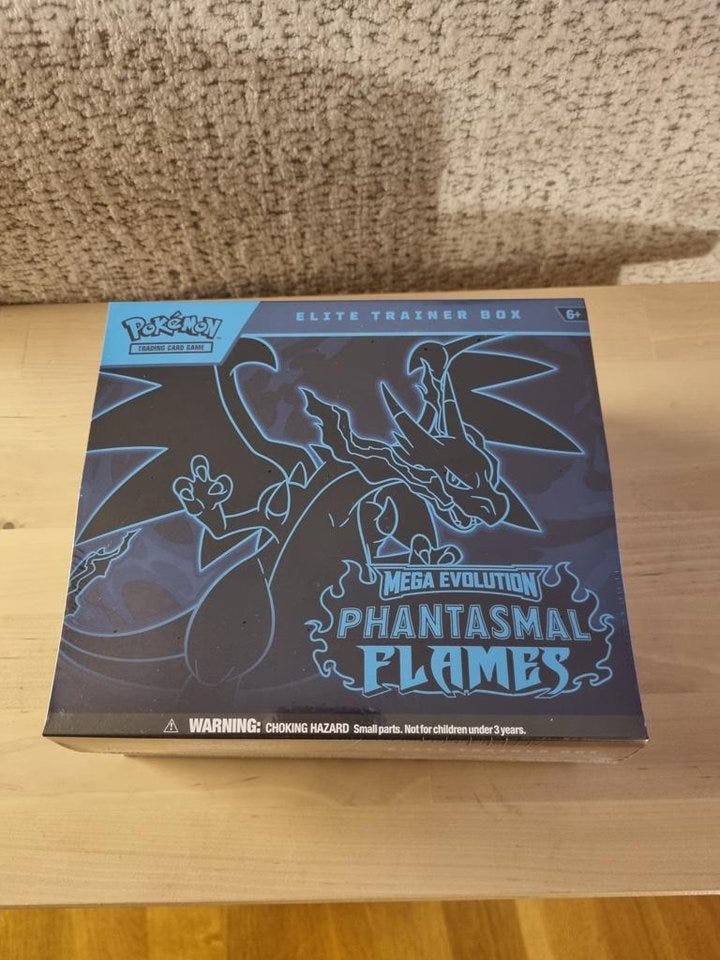 POKéMON
TRADING CARD GAME
ELITE TRAINER BOX
6+
MEGA EVOLUTION
PHANTASMAL
FLAMES
WARNING: CHOKING HAZARD Small parts. Not for children under 3 years.